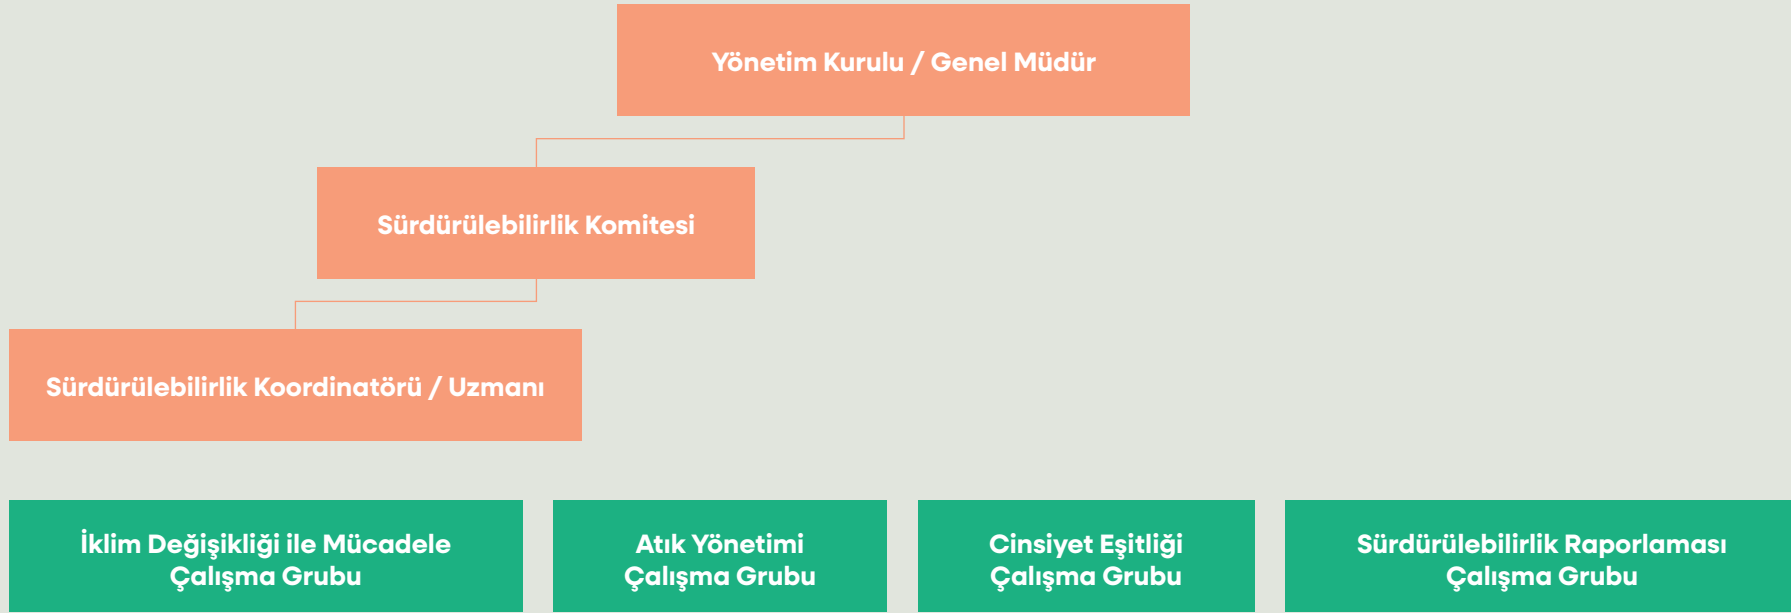 Yönetim Kurulu / Genel Müdür
Sürdürülebilirlik Komitesi
Sürdürülebilirlik Koordinatörü / Uzmanı
İklim Değişikliği ile Mücadele
Çalışma Grubu
Atık Yönetimi
Çalışma Grubu
Cinsiyet Eşitliği
Çalışma Grubu
Sürdürülebilirlik Raporlaması
Çalışma Grubu